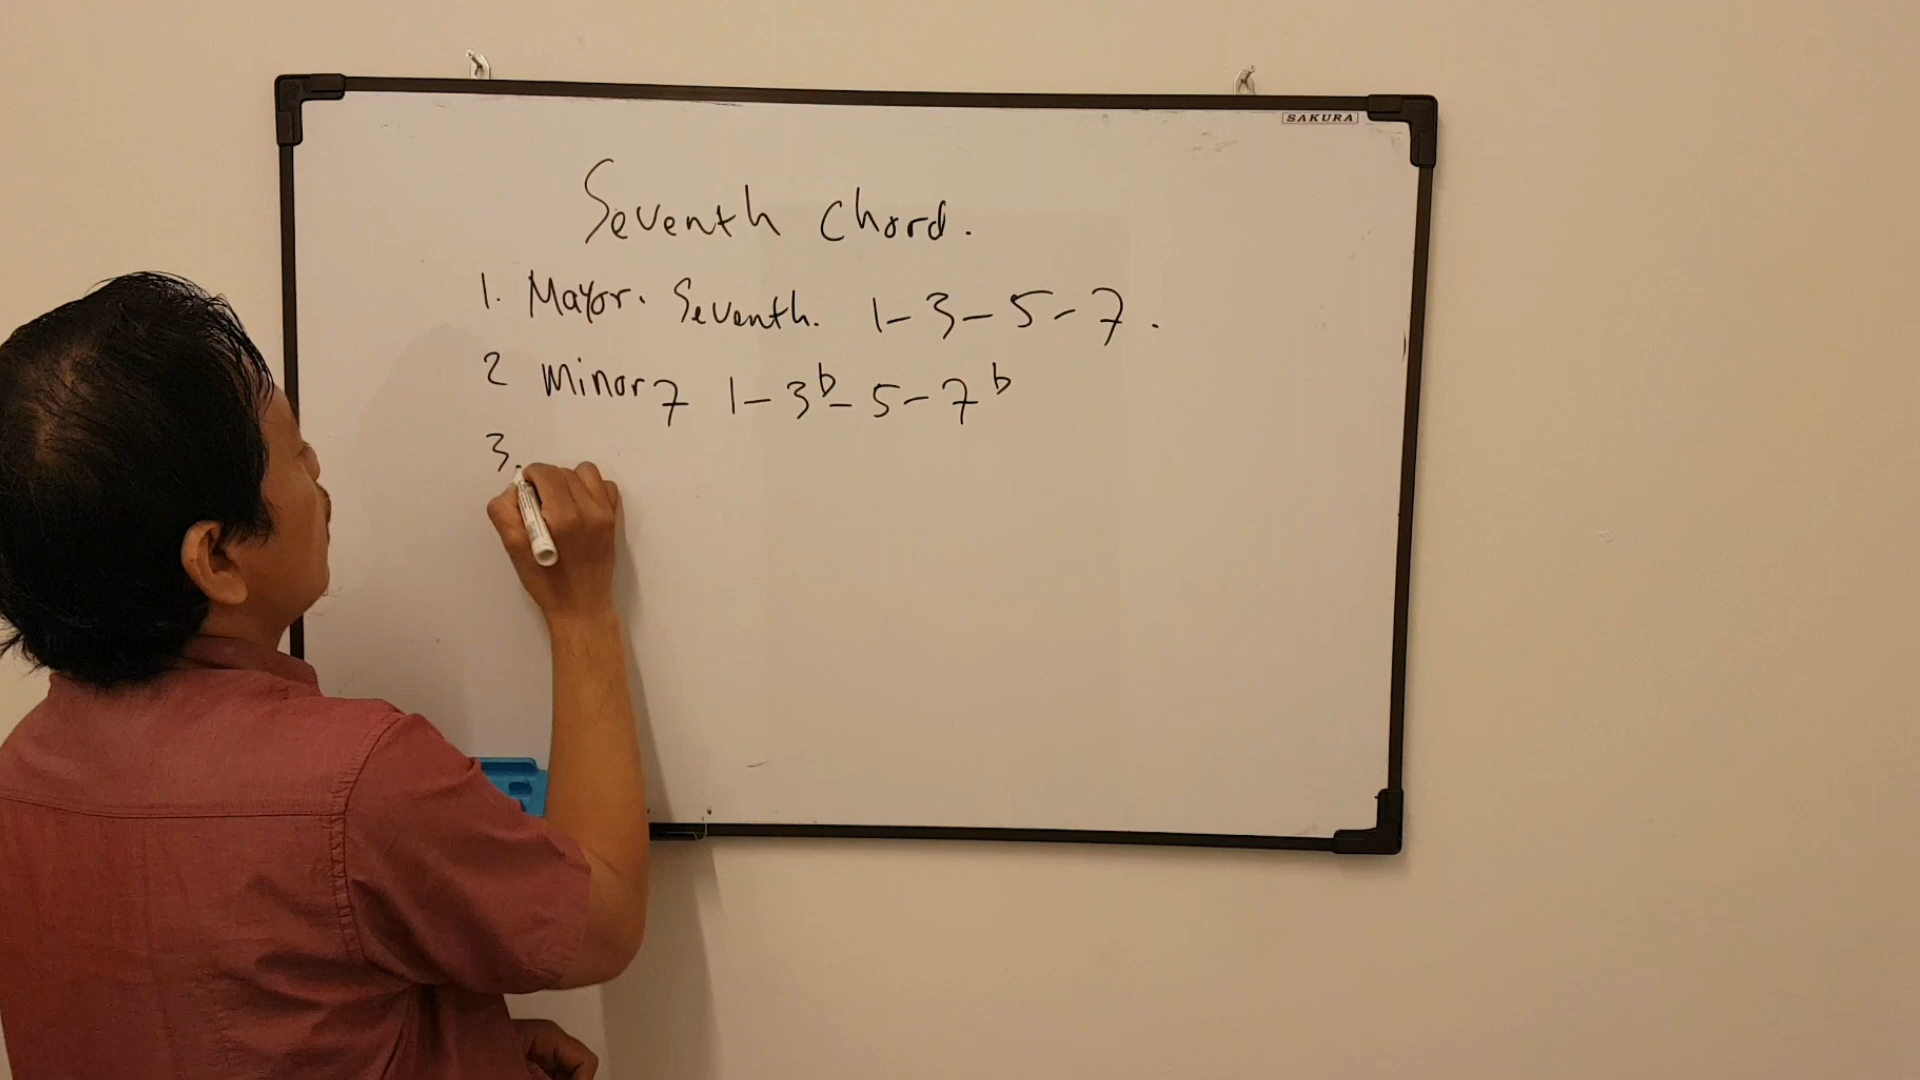 SAKURA
Seventh Chord.
1. Mayor. Seventh. 1-3-5-7.
2 Minor7 1-3b-5-7b
3.